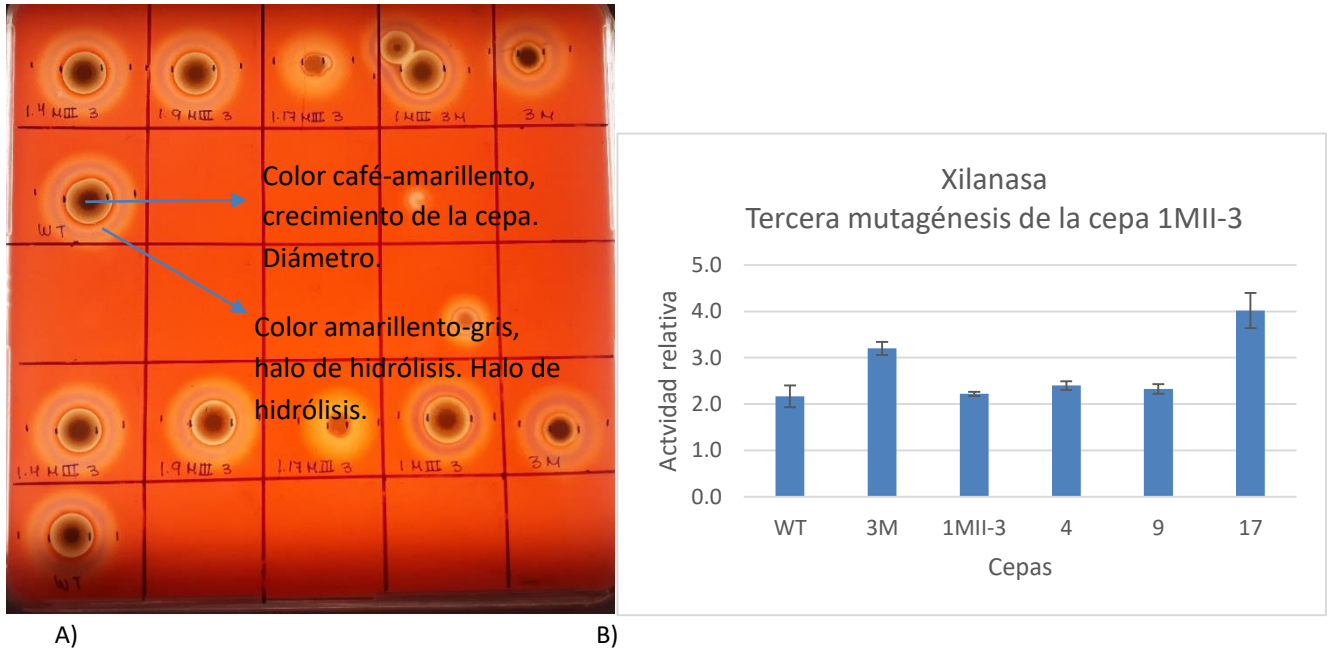 1.4 MIII 3
1.9 MIII 3
1.17 MIII 3
1 MIII 3M
3M
WT
Color café-amarillento,
crecimiento de la cepa.
Diámetro.
Color amarillento-gris,
halo de hidrólisis. Halo de
hidrólisis.
1.4 MIII 3
1.9 MIII 3
1.17 MIII 3
1 MIII 3
3M
WT
A)
Xilanasa
Tercera mutagénesis de la cepa 1MII-3
5.0
4.0
3.0
2.0
1.0
0.0
Actvidad relativa
WT 3M 1MII-3 4 9 17
Cepas
B)